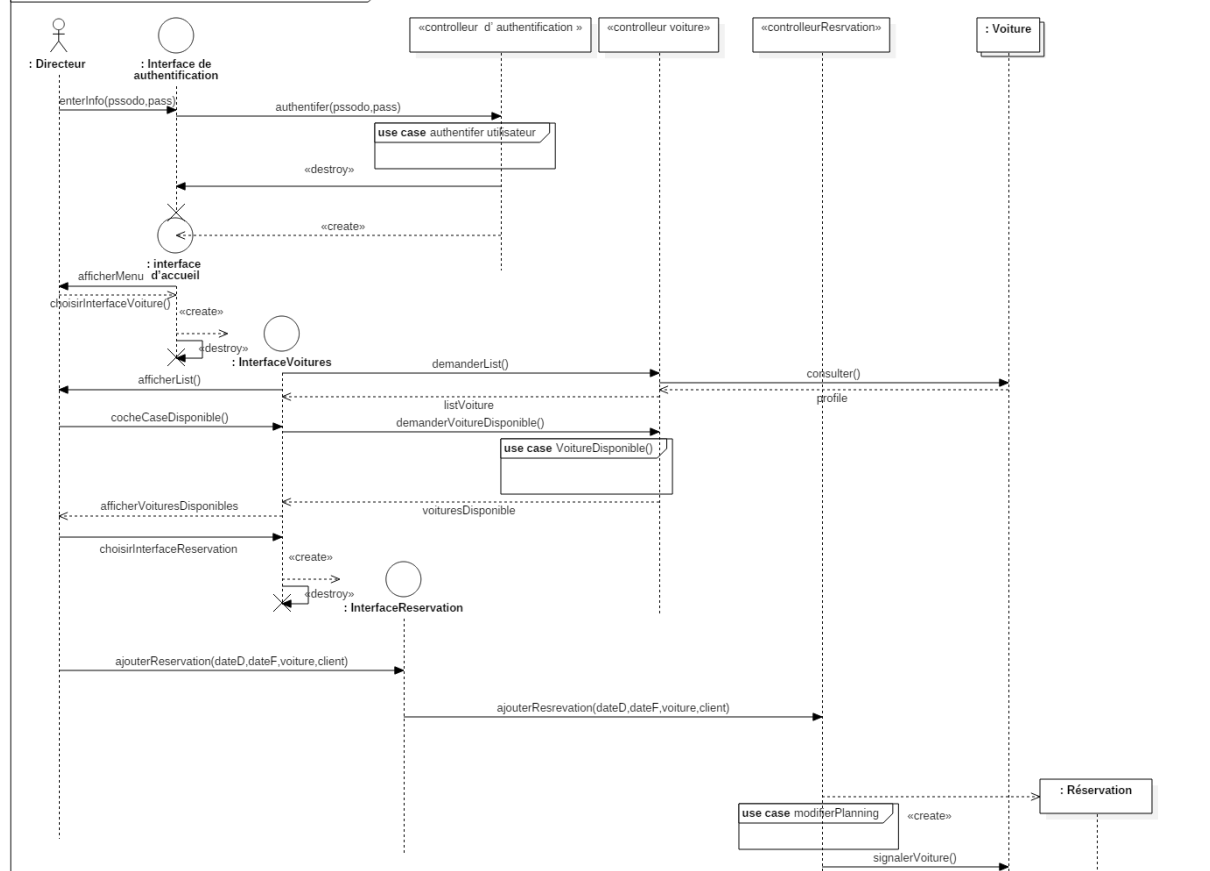 «controlleur d' authentification »
«controlleur voiture»
«controlleurResrvation»
: Voiture
: Directeur
: Interface de
authentification
enterInfo(pssodo,pass)
authentifer(pssodo,pass)
use case authentifer utilsateur
«destroy»
«create»
: interface
d'accueil
afficherMenu
choisirInterfaceVoiture()
«create»
«destroy»
: InterfaceVoitures
demanderList()
consulter()
afficherList()
listVoiture
profile
cocheCaseDisponible()
demanderVoitureDisponible()
use case VoitureDisponible()
afficherVoituresDisponibles
voituresDisponible
choisirInterfaceReservation
«create»
«destroy»
: InterfaceReservation
ajouterReservation(dateD,dateF,voiture,client)
ajouterResrevation(dateD,dateF,voiture,client)
: Réservation
use case modifierPlanning
«create»
signalerVoiture()